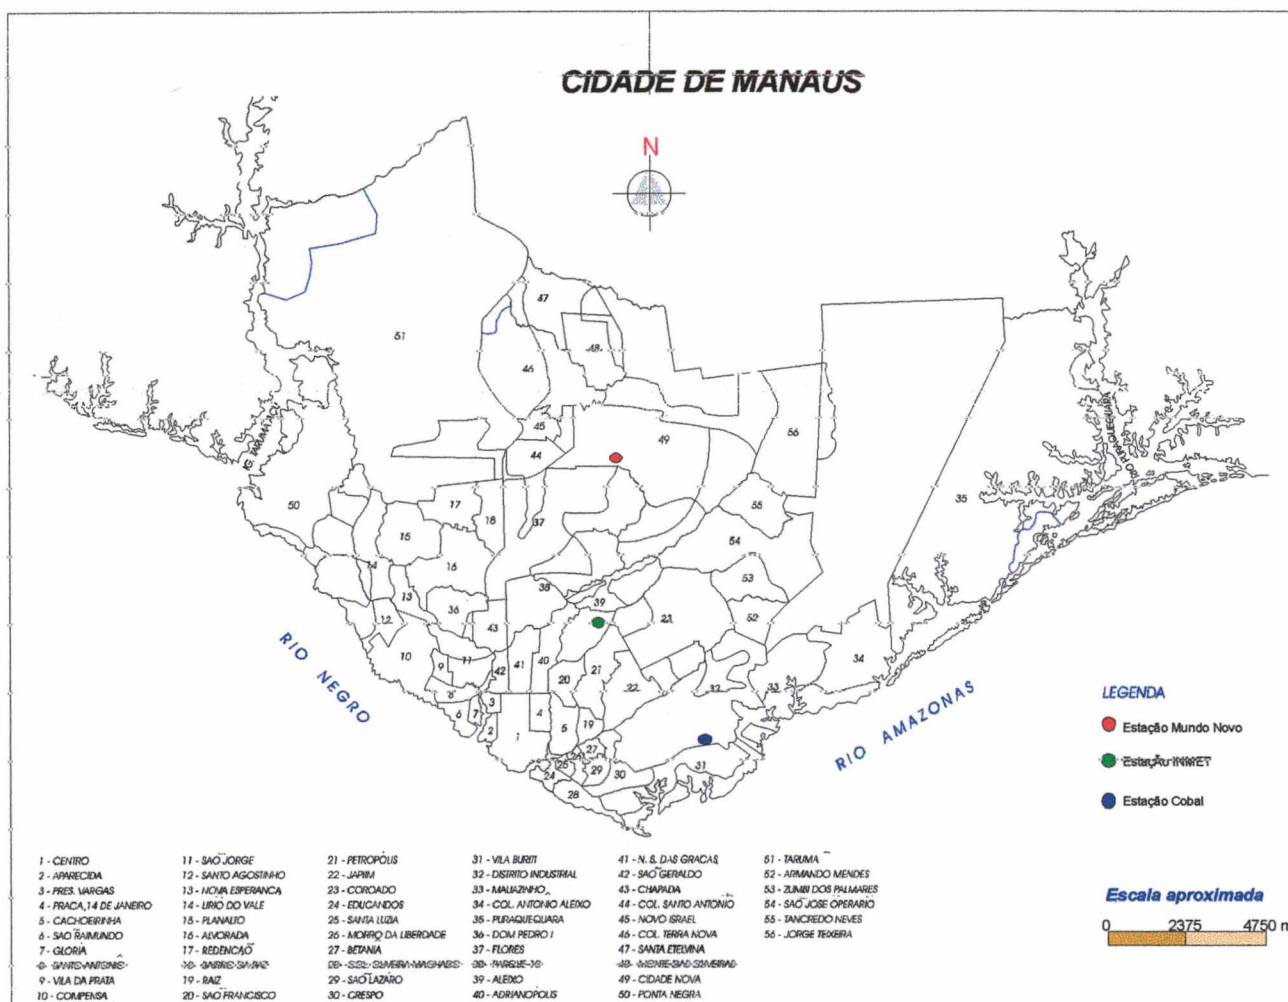 CIDADE DE MANAUS
N
47
51
48
46
45
49
56
44
35
50
17
18
55
37
15
54
16
14
53
38
13
39
36
52
12
43
23
RIO NEGRO
10
11
34
9
42
41
40
21
20
22
32
33
8
3
RIO AMAZONAS
6
7
4
5
19
2
1
27
25
29
30
31
24
28
LEGENDA
Estação Mundo Novo
Estação INMET
Estação Cobal
Escala aproximada
0 2375 4750 m
1 - CENTRO
2 - APARECIDA
3 - PRES. VARGAS
4 - PRACA,14 DE JANEIRO
5 - CACHOEIRINHA
6 - SAO RAIMUNDO
7 - GLORIA
9 - VILA DA PRATA
10 - COMPENSA
11 - SAO JORGE
12 - SANTO AGOSTINHO
13 - NOVA ESPERANCA
14 - LIRIO DO VALE
15 - PLANALTO
16 - ALVORADA
17 - REDENCAO
19 - RAIZ
20 - SAO FRANCISCO
21 - PETROPOLIS
22 - JAPIIM
23 - COROADO
24 - EDUCANDOS
25 - SANTA LUZIA
26 - MORRO DA LIBERDADE
27 - BETANIA
29 - SAO LAZARO
30 - CRESPO
31 - VILA BURITI
32 - DISTRITO INDUSTRIAL
33 - MAUAZINHO
34 - COL. ANTONIO ALEIXO
35 - PURAQUEQUARA
36 - DOM PEDRO I
37 - FLORES
39 - ALEIXO
40 - ADRIANOPOLIS
41 - N. S. DAS GRACAS
42 - SAO GERALDO
43 - CHAPADA
44 - COL. SANTO ANTONIO
45 - NOVO ISRAEL
46 - COL. TERRA NOVA
47 - SANTA ETELVINA
49 - CIDADE NOVA
50 - PONTA NEGRA
51 - TARUMA
52 - ARMANDO MENDES
53 - ZUMBI DOS PALMARES
54 - SAO JOSE OPERARIO
55 - TANCREDO NEVES
56 - JORGE TEIXEIRA